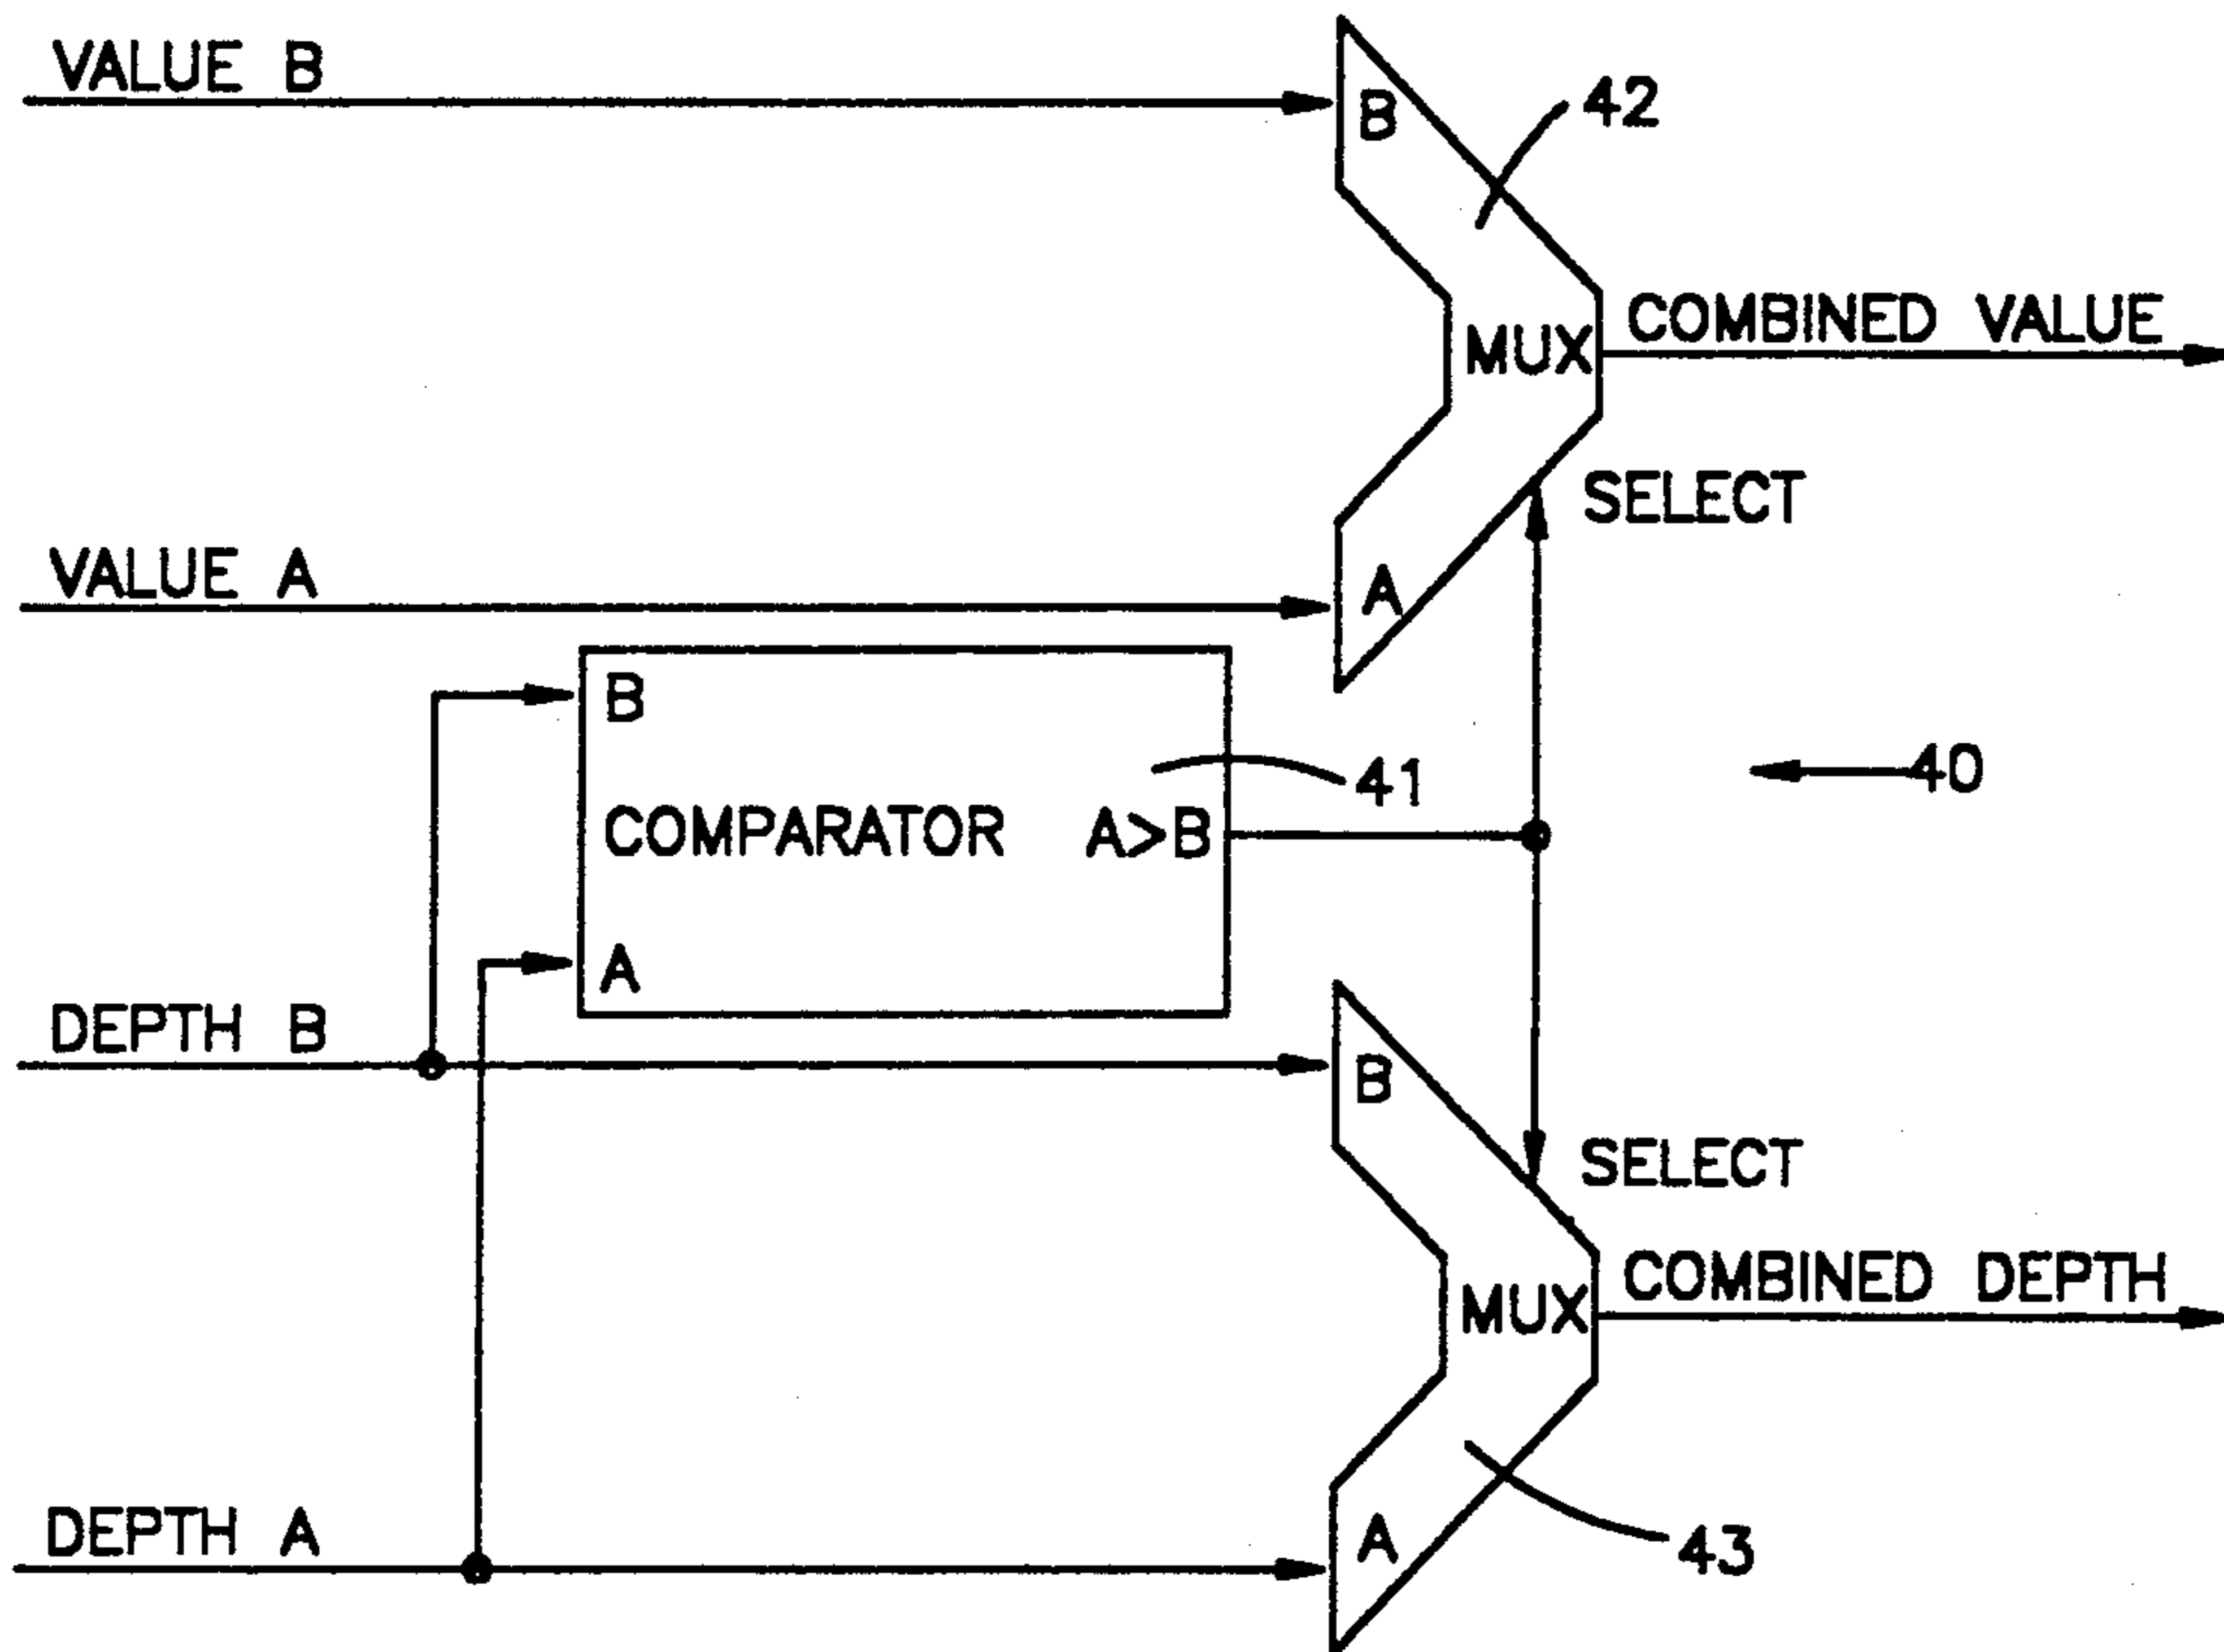 VALUE B
B
42
MUX
COMBINED VALUE
SELECT
VALUE A
A
B
41
40
COMPARATOR A>B
A
DEPTH B
B
SELECT
MUX
COMBINED DEPTH
DEPTH A
A
43